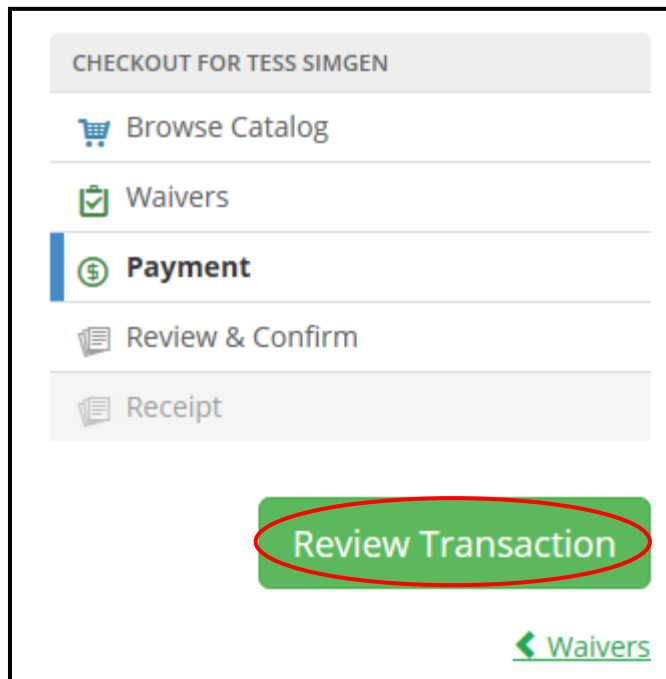 CHECKOUT FOR TESS SIMGEN
Browse Catalog
Waivers
Payment
Review & Confirm
Receipt
Review Transaction
Waivers